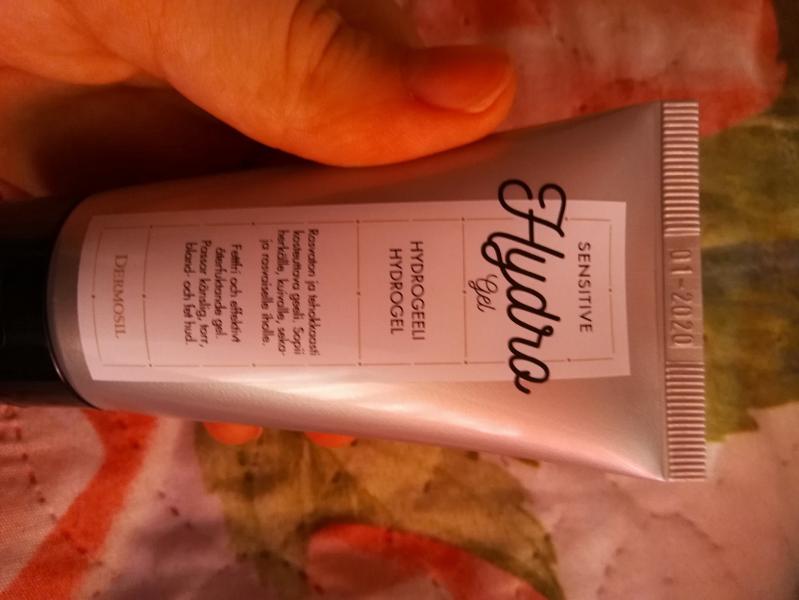 01-2020
SENSITIVE
Hydro
gel
HYDROGEELI
HYDROGEL
Rasvaton ja tehokkaasti
kosteuttava geeli. Sopii
herkälle, kuivalle, seka-
ja rasvaiselle iholle.
Fettfri och effektivt
återfuktande gel.
Passar känslig, torr,
bland- och fet hud.
DERMOSIL